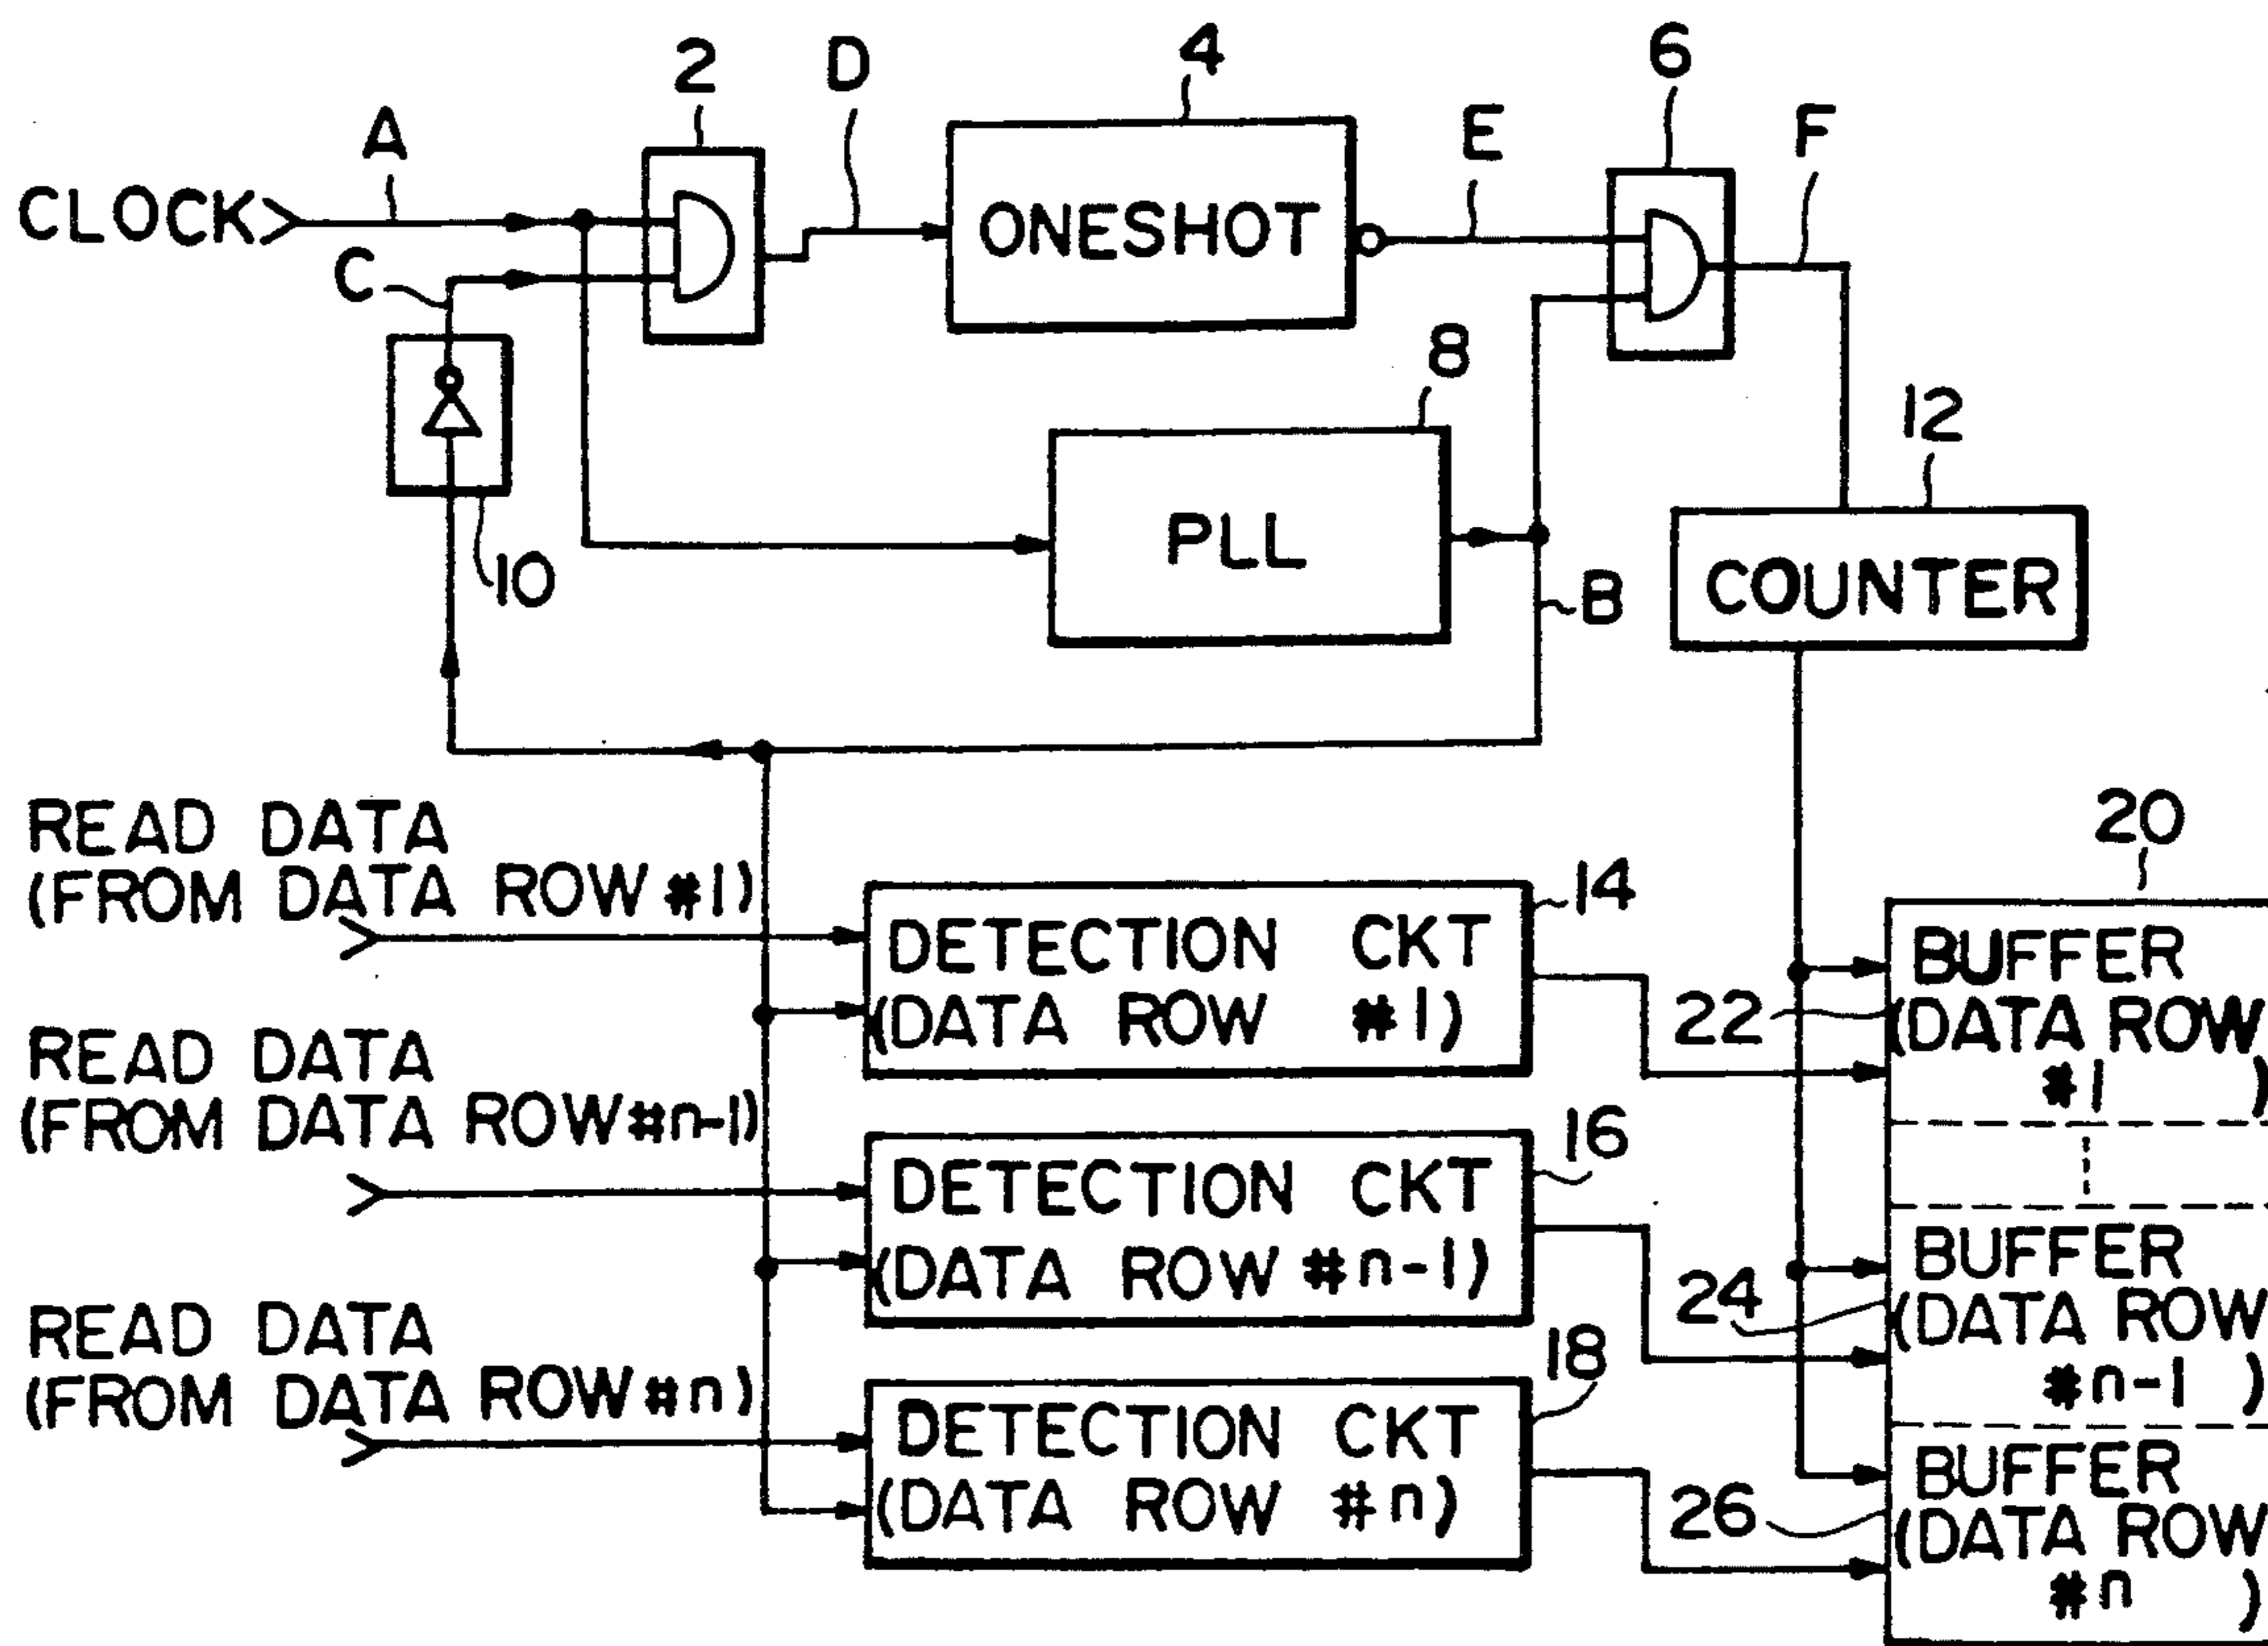 2
D
4
6
A
E
F
CLOCK
ONESHOT
C
8
12
10
PLL
B
COUNTER
READ DATA
(FROM DATA ROW #1)
20
14
DETECTION CKT
(DATA ROW #1)
22
BUFFER
(DATA ROW
#1 )
READ DATA
(FROM DATA ROW #n-1)
16
DETECTION CKT
(DATA ROW #n-1)
24
BUFFER
(DATA ROW
#n-1 )
READ DATA
(FROM DATA ROW #n)
18
DETECTION CKT
(DATA ROW #n)
26
BUFFER
(DATA ROW
#n )